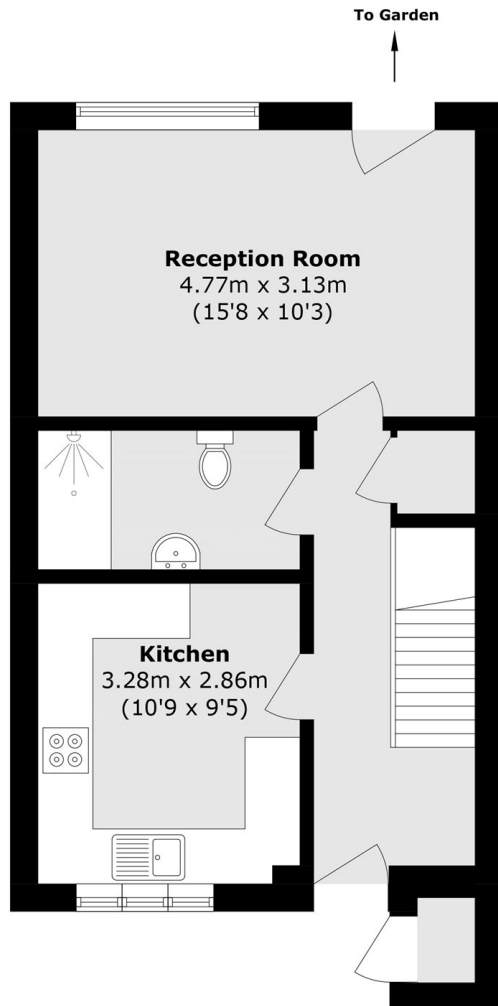 To Garden
Reception Room
4.77m x 3.13m
(15'8 x 10'3)
Kitchen
3.28m x 2.86m
(10'9 x 9'5)